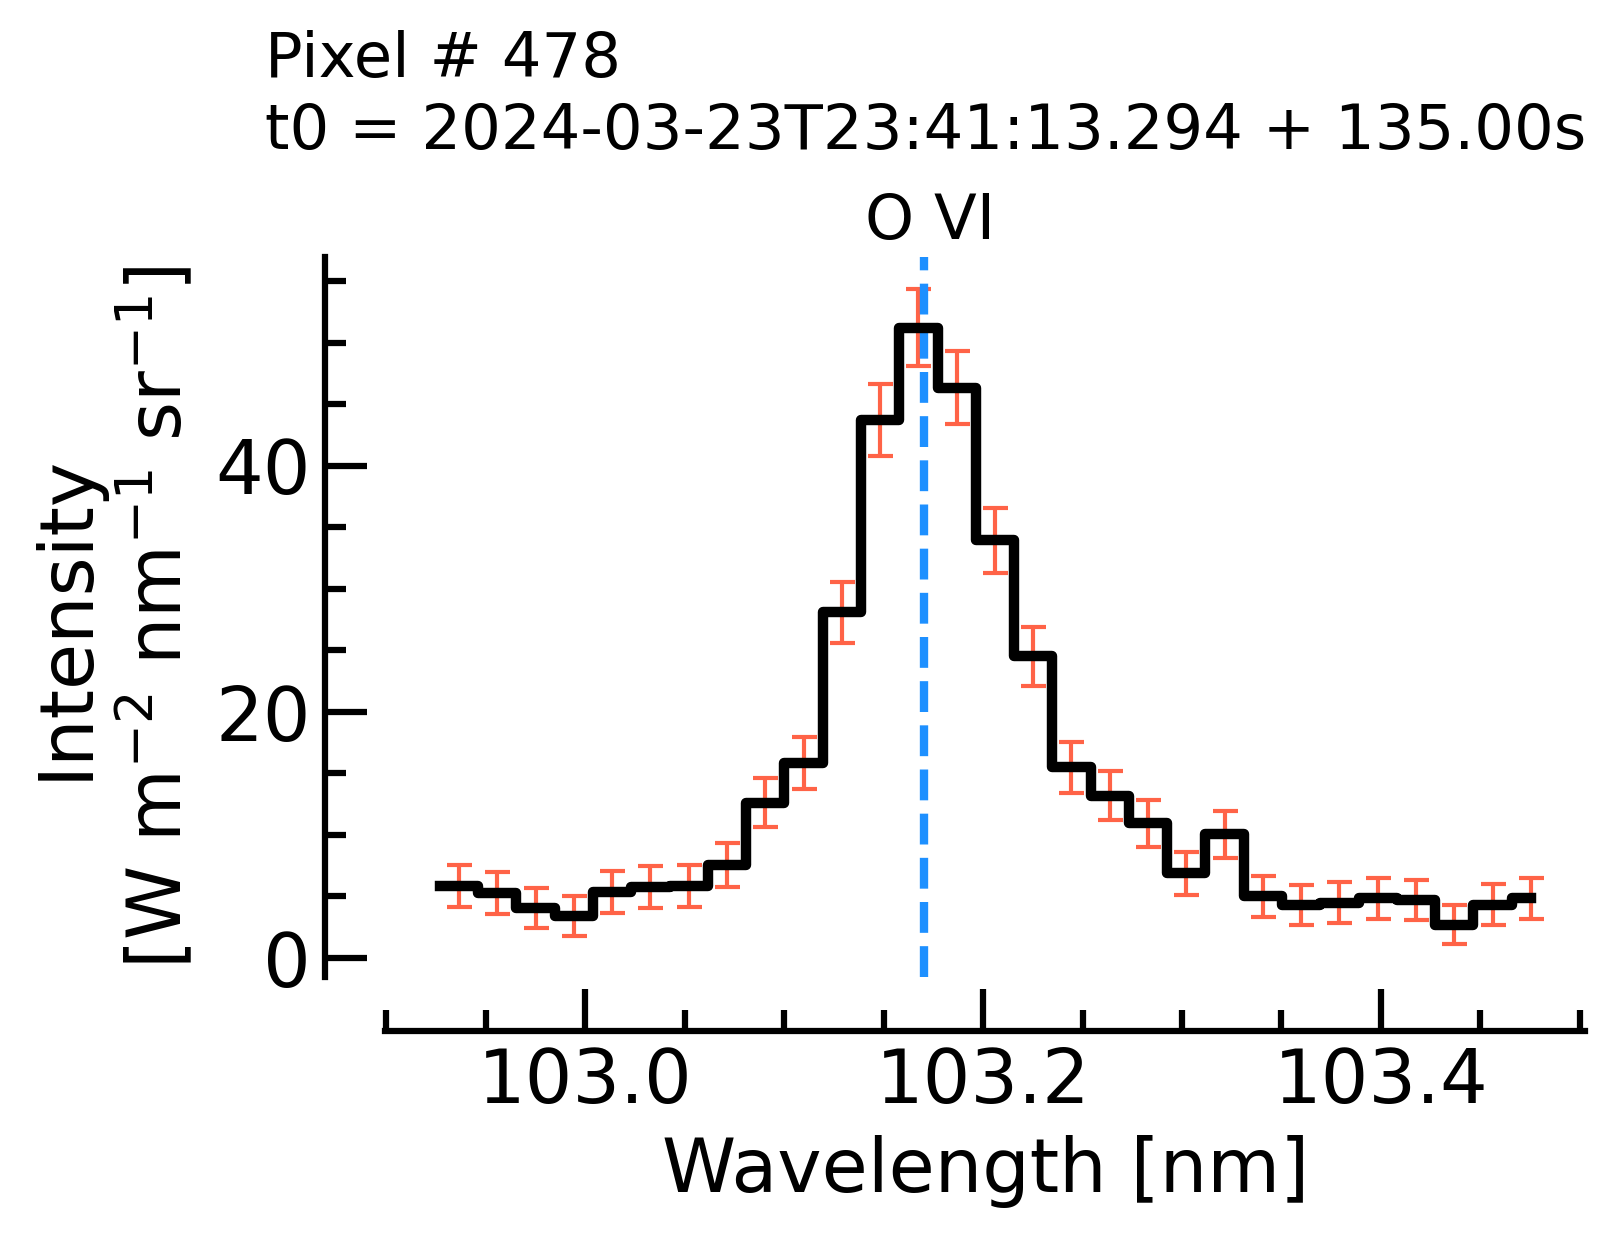 Pixel # 478
t0 = 2024-03-23T23:41:13.294 + 135.00s
O VI
Intensity
[W m⁻² nm⁻¹ sr⁻¹]
40
20
0
103.0 103.2 103.4
Wavelength [nm]